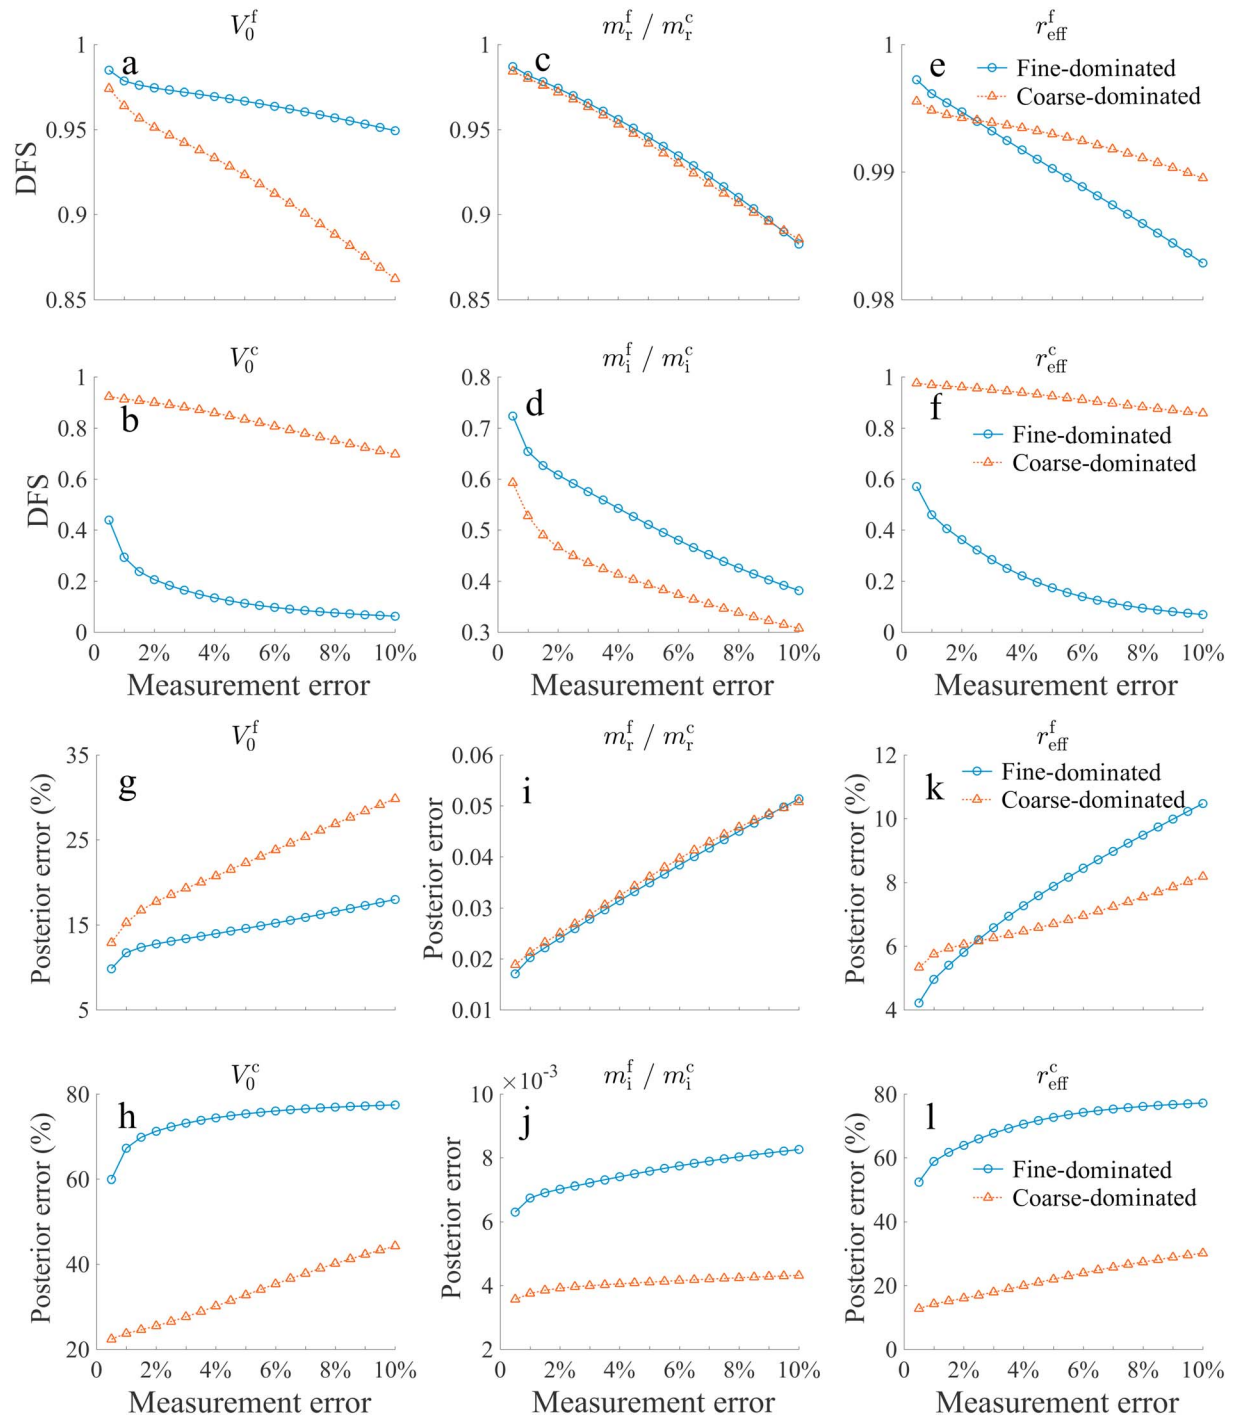 V₀ᶠ
mᵣᶠ / mᵣᶜ
r_eff^f
1
0.95
0.9
0.85
DFS
a
1
0.95
0.9
0.85
c
1
0.99
0.98
e
Fine-dominated
Coarse-dominated
V₀ᶜ
mᵢᶠ / mᵢᶜ
r_eff^c
1
0.8
0.6
0.4
0.2
0
DFS
b
0 2% 4% 6% 8% 10%
Measurement error
0.8
0.7
0.6
0.5
0.4
0.3
d
0 2% 4% 6% 8% 10%
Measurement error
1
0.8
0.6
0.4
0.2
0
f
Fine-dominated
Coarse-dominated
0 2% 4% 6% 8% 10%
Measurement error
V₀ᶠ
mᵣᶠ / mᵣᶜ
r_eff^f
35
25
15
5
Posterior error (%)
g
0.06
0.05
0.04
0.03
0.02
0.01
Posterior error
i
12
10
8
6
4
Posterior error (%)
k
Fine-dominated
Coarse-dominated
V₀ᶜ
mᵢᶠ / mᵢᶜ
r_eff^c
80
60
40
20
Posterior error (%)
h
0 2% 4% 6% 8% 10%
Measurement error
×10⁻³
10
8
6
4
2
Posterior error
j
0 2% 4% 6% 8% 10%
Measurement error
80
60
40
20
0
Posterior error (%)
l
Fine-dominated
Coarse-dominated
0 2% 4% 6% 8% 10%
Measurement error